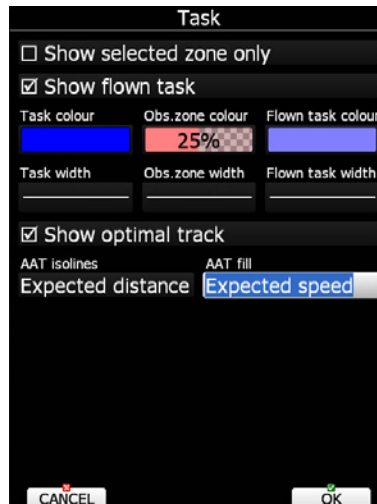 Task
Show selected zone only
Show flown task
Task colour Obs.zone colour Flown task colour
25%
Task width Obs.zone width Flown task width
Show optimal track
AAT isolines AAT fill
Expected distance Expected speed
CANCEL OK